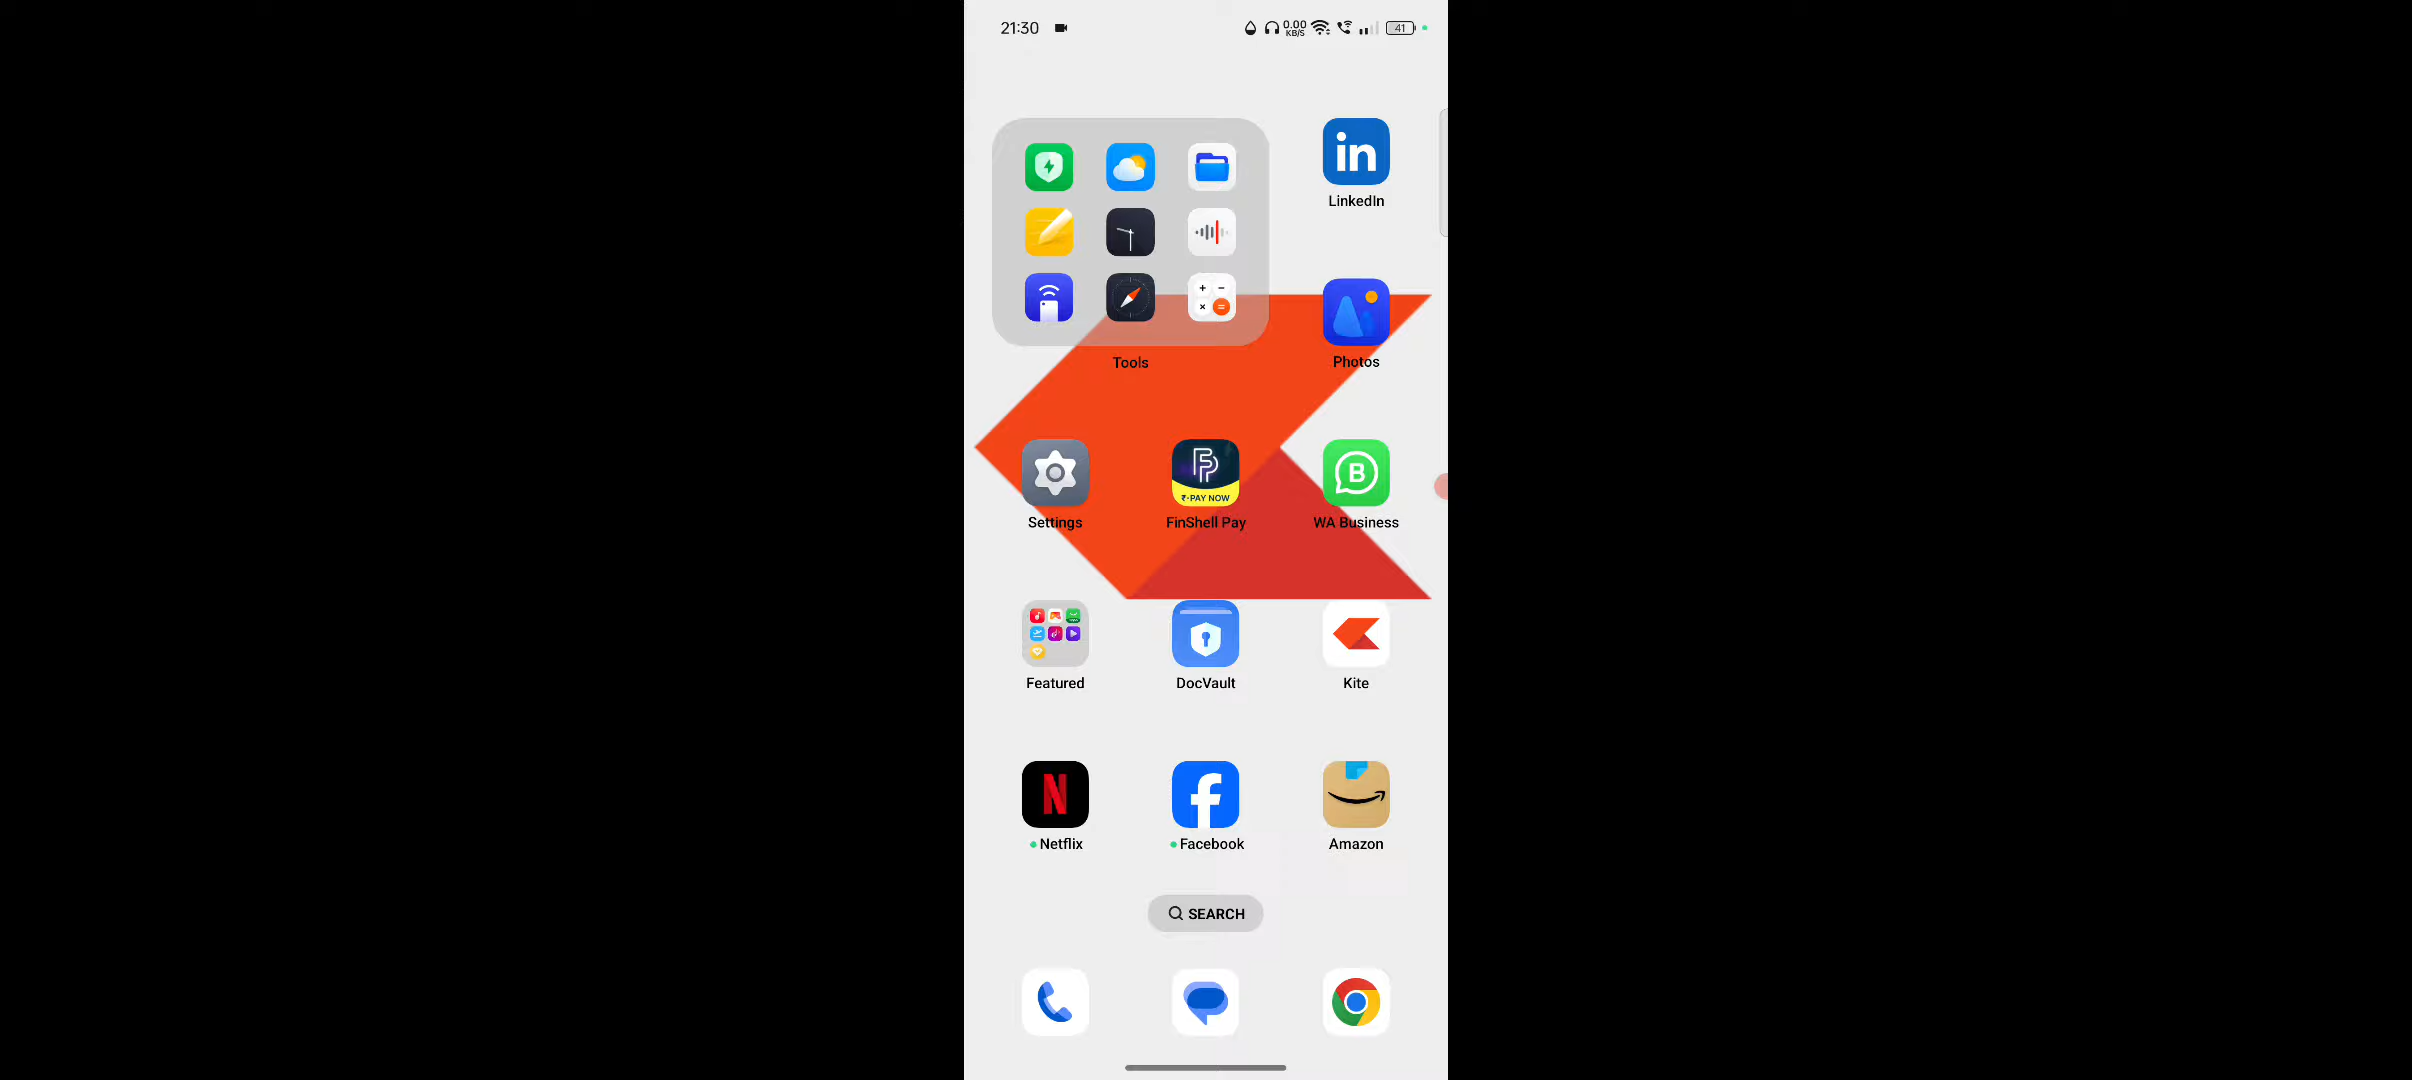 21:30
0.00
KB/S
41
in
LinkedIn
Tools
Photos
₹-PAY NOW
B
Settings
FinShell Pay
WA Business
Featured
DocVault
Kite
N
f
Netflix
Facebook
Amazon
SEARCH